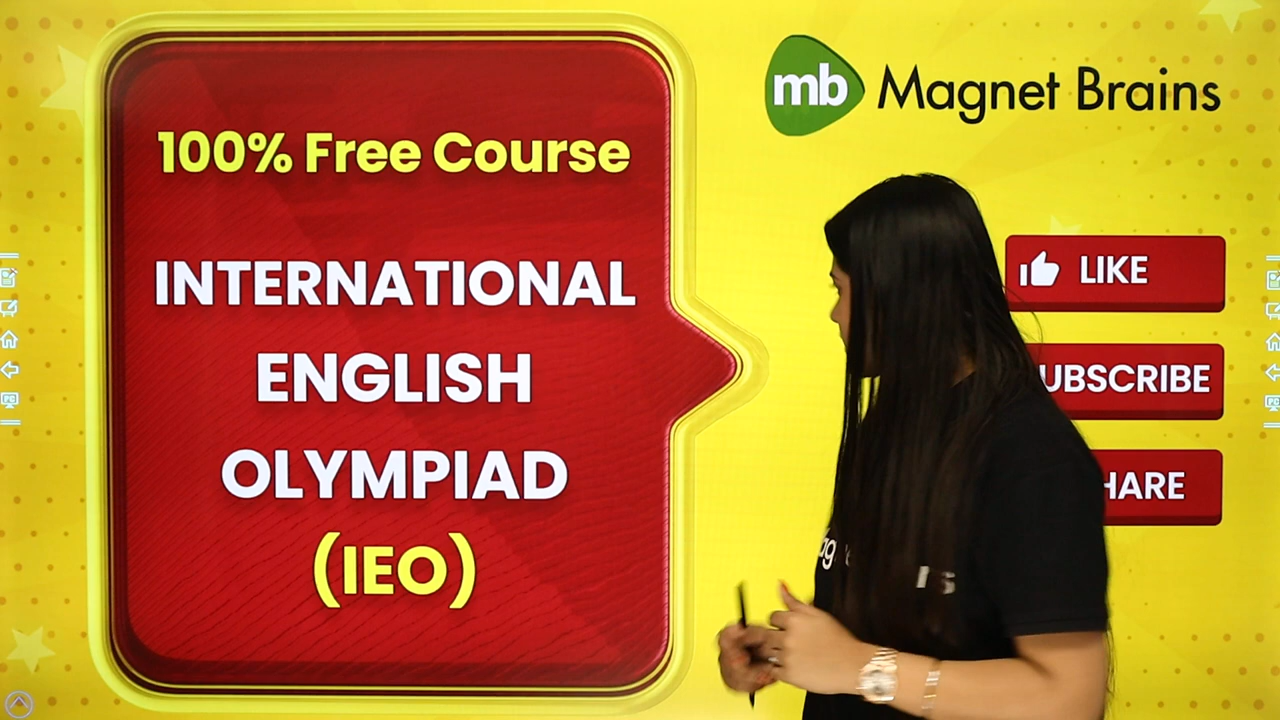 100% Free Course
INTERNATIONAL
ENGLISH
OLYMPIAD
(IEO)
mb Magnet Brains
LIKE
UBSCRIBE
HARE